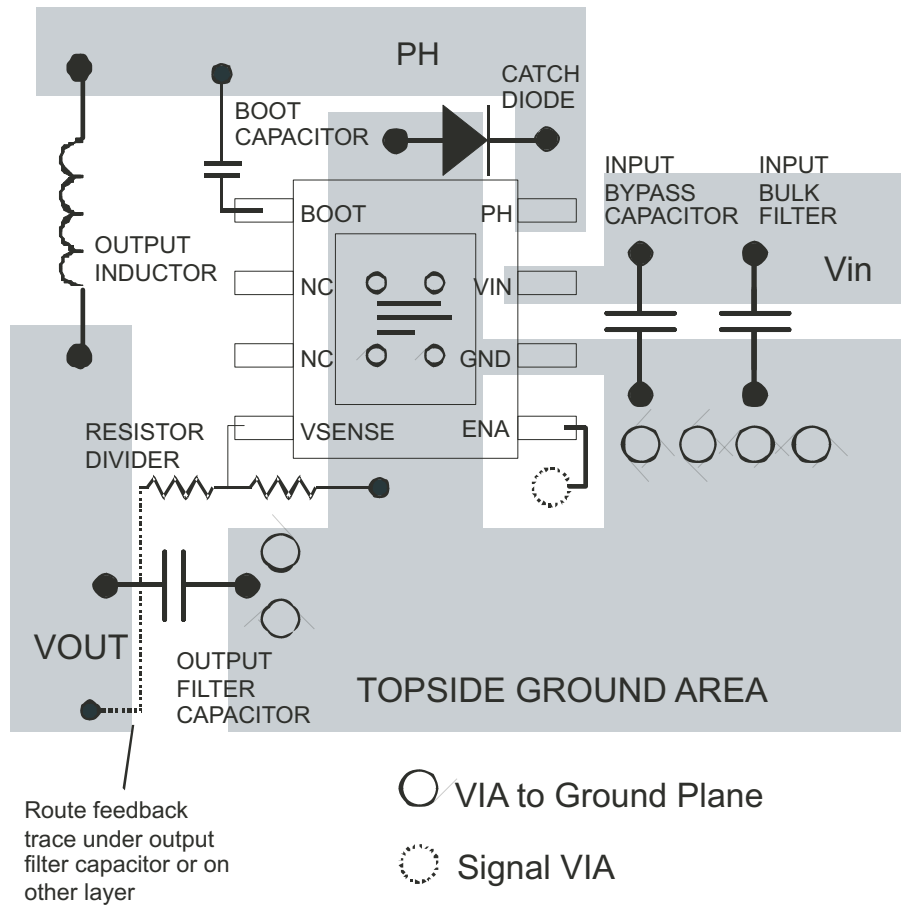 PH
CATCH
DIODE
BOOT
CAPACITOR
INPUT
BYPASS
CAPACITOR
INPUT
BULK
FILTER
BOOT
PH
OUTPUT
INDUCTOR
NC
VIN
Vin
NC
GND
RESISTOR
DIVIDER
VSENSE
ENA
VOUT
OUTPUT
FILTER
CAPACITOR
TOPSIDE GROUND AREA
Route feedback
trace under output
filter capacitor or on
other layer
VIA to Ground Plane
Signal VIA